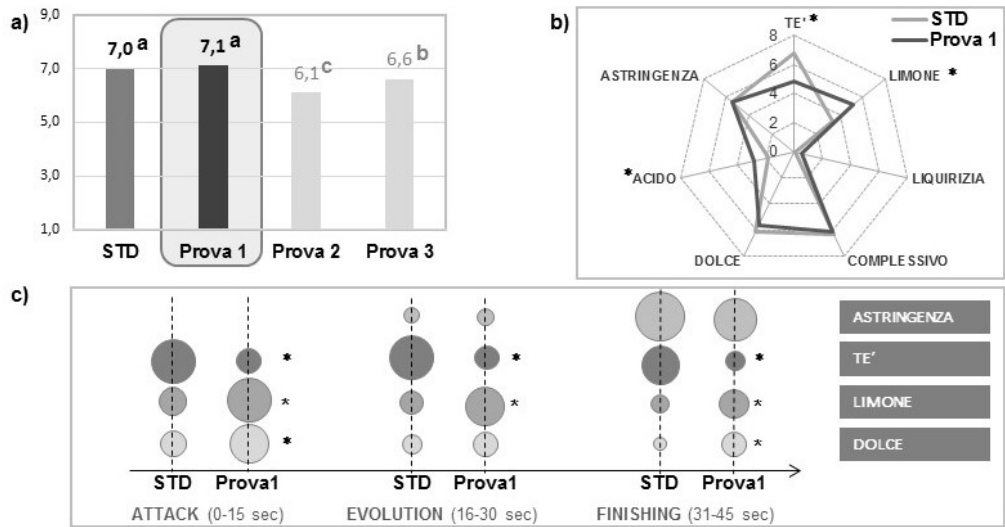 a)
9,0
7,0
5,0
3,0
1,0
7,0 a
7,1 a
6,1 c
6,6 b
STD
Prova 1
Prova 2
Prova 3
b)
STD
Prova 1
TE' *
LIMONE *
LIQUIRIZIA
COMPLESSIVO
DOLCE
*ACIDO
ASTRINGENZA
8
6
4
2
0
c)
ASTRINGENZA
TE'
LIMONE
DOLCE
* * *
* * *
* * *
STD Prova1 STD Prova1 STD Prova1
ATTACK (0-15 sec) EVOLUTION (16-30 sec) FINISHING (31-45 sec)